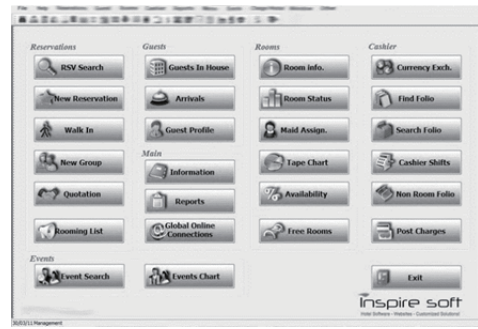 Reservations
RSV Search
New Reservation
Walk In
New Group
Quotation
Rooming List
Guests
Guests In House
Arrivals
Guest Profile
Main
Information
Reports
Global Online
Connections
Rooms
Room info.
Room Status
Maid Assign.
Tape Chart
Availability
Free Rooms
Cashier
Currency Exch.
Find Folio
Search Folio
Cashier Shifts
Non Room Folio
Post Charges
Events
Event Search
Events Chart
Exit
inspire soft
Hotel Software - Websites - Customized Solutions!
30/03/11 Management